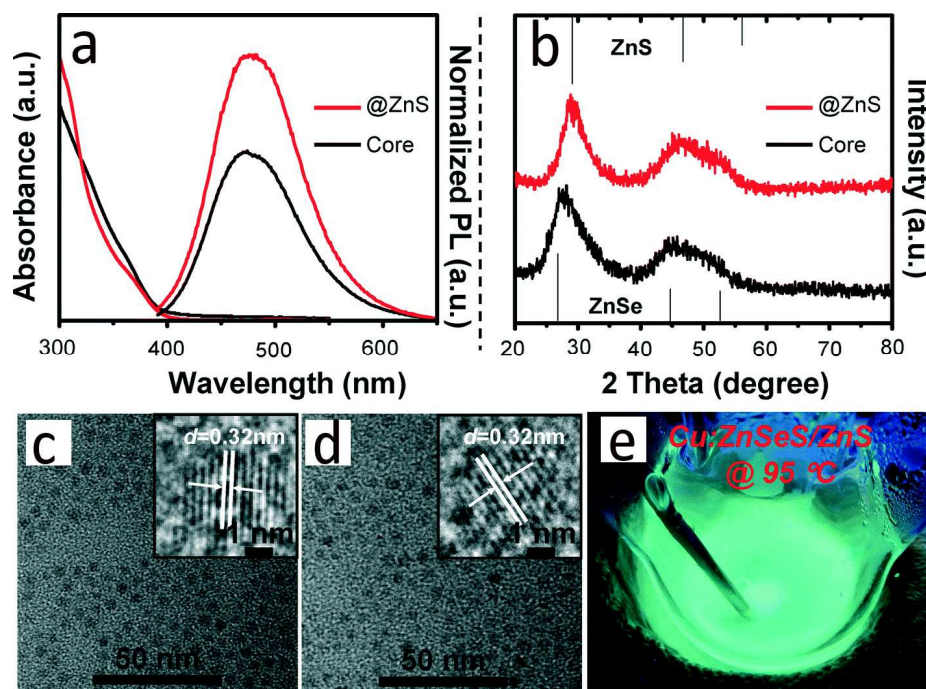 a
@ZnS
Core
Absorbance (a.u.)
Normalized PL (a.u.)
300 400 500 600
Wavelength (nm)
b
ZnS
@ZnS
Core
ZnSe
Intensity (a.u.)
20 30 40 50 60 70 80
2 Theta (degree)
c
d=0.32nm
1 nm
50 nm
d
d=0.32nm
1 nm
50 nm
e
Cu:ZnSeS/ZnS
@ 95 °C